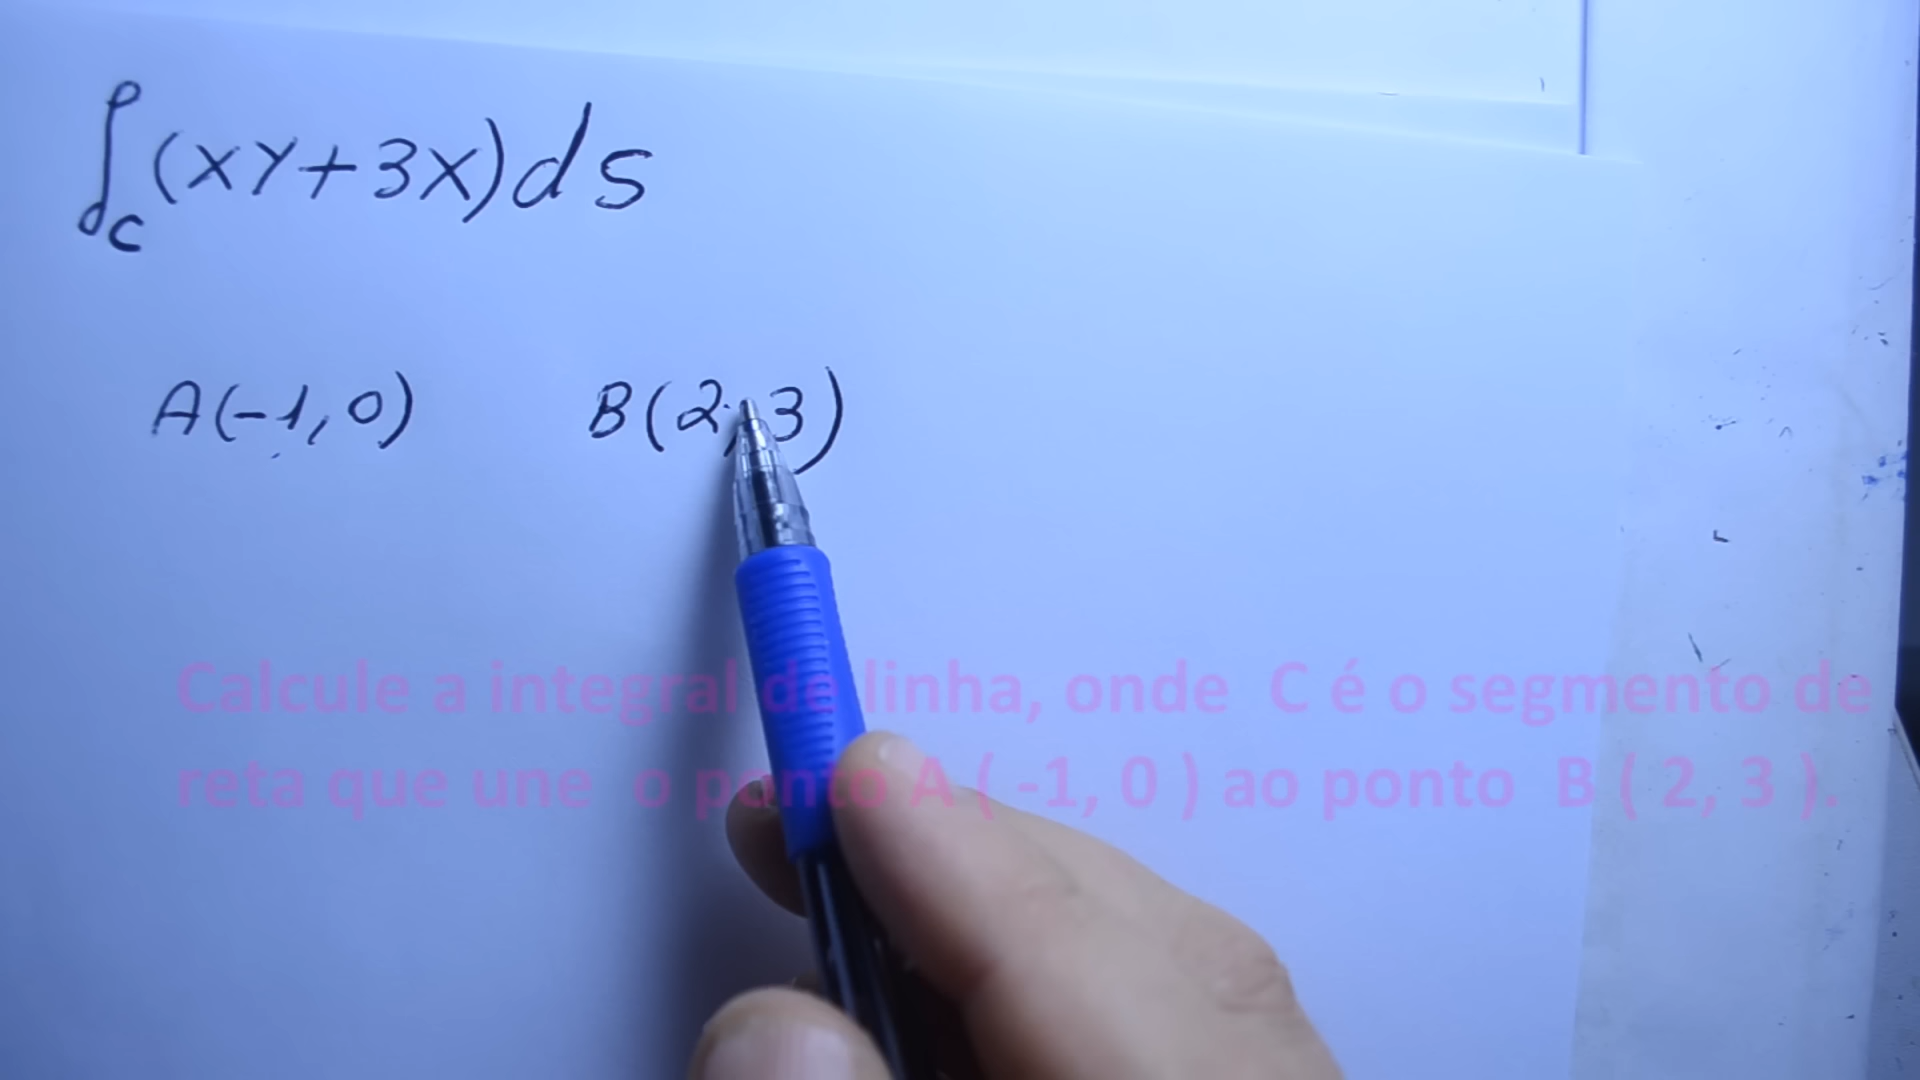 ∫c (xy+3x)ds
A(-1,0) B(2,3)
Calcule a integral de linha, onde C é o segmento de
reta que une o ponto A ( -1, 0 ) ao ponto B ( 2, 3 ).